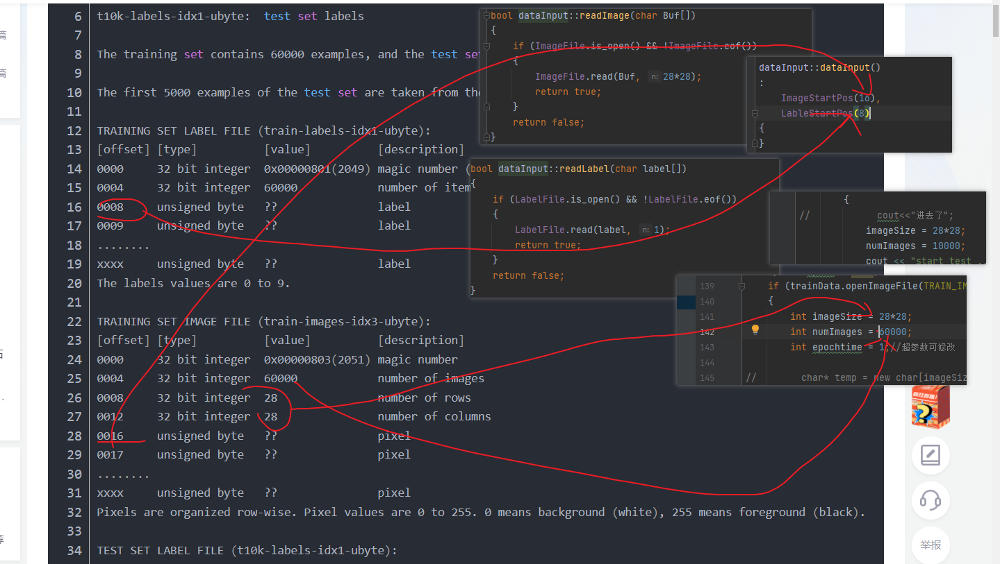 6 t10k-labels-idx1-ubyte: test set labels
7
8 The training set contains 60000 examples, and the test set
9
10 The first 5000 examples of the test set are taken from the
11
12 TRAINING SET LABEL FILE (train-labels-idx1-ubyte):
13 [offset] [type] [value] [description]
14 0000 32 bit integer 0x00000801(2049) magic number (
15 0004 32 bit integer 60000 number of item
16 0008 unsigned byte ?? label
17 0009 unsigned byte ?? label
18 ........
19 xxxx unsigned byte ?? label
20 The labels values are 0 to 9.
21
22 TRAINING SET IMAGE FILE (train-images-idx3-ubyte):
23 [offset] [type] [value] [description]
24 0000 32 bit integer 0x00000803(2051) magic number
25 0004 32 bit integer 60000 number of images
26 0008 32 bit integer 28 number of rows
27 0012 32 bit integer 28 number of columns
28 0016 unsigned byte ?? pixel
29 0017 unsigned byte ?? pixel
30 ........
31 xxxx unsigned byte ?? pixel
32 Pixels are organized row-wise. Pixel values are 0 to 255. 0 means background (white), 255 means foreground (black).
33
34 TEST SET LABEL FILE (t10k-labels-idx1-ubyte):
bool dataInput::readImage(char Buf[])
{
if (ImageFile.is_open() && !ImageFile.eof())
{
ImageFile.read(Buf, n: 28*28);
return true;
}
return false;
}
dataInput::dataInput()
:
ImageStartPos(16),
LableStartPos(8)
{
}
bool dataInput::readLabel(char label[])
{
if (LabelFile.is_open() && !LabelFile.eof())
{
LabelFile.read(label, n: 1);
return true;
}
return false;
}
{
// cout<<"进去了";
imageSize = 28*28;
numImages = 10000;
cout << "start test .
139 if (trainData.openImageFile(TRAIN_IM
140 {
141 int imageSize = 28*28;
142 int numImages = 60000;
143 int epochtime = 1;//超参数可修改
144
145 // char* temp = new char[imageSiz
篇
篇
荐
举报